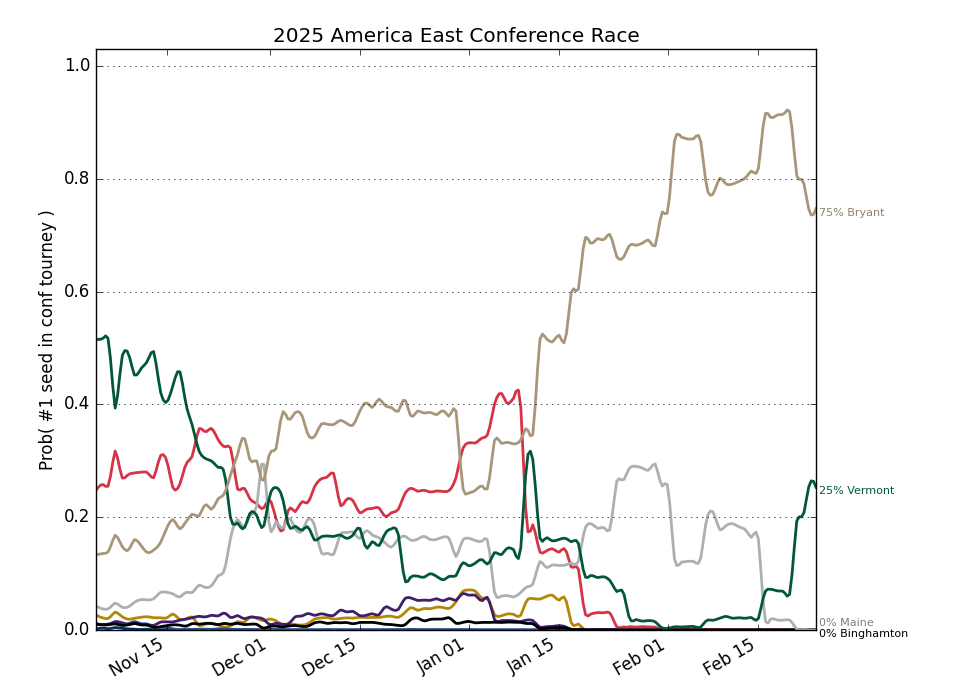 2025 America East Conference Race
Prob( #1 seed in conf tourney )
1.0
0.8
0.6
0.4
0.2
0.0
75% Bryant
25% Vermont
0% Maine
0% Binghamton
Nov 15
Dec 01
Dec 15
Jan 01
Jan 15
Feb 01
Feb 15